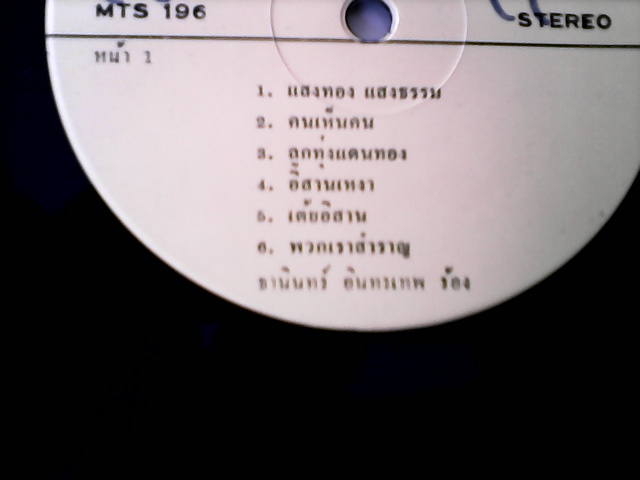 MTS 196
STEREO
หน้า 1
1. แสงทอง แสงธรรม
2. คนเห็นคน
3. ลูกทุ่งแดนทอง
4. อีสานเหงา
5. เต้ยอีสาน
6. พวกเราสำราญ
ธานินทร์ อินทรเทพ ร้อง